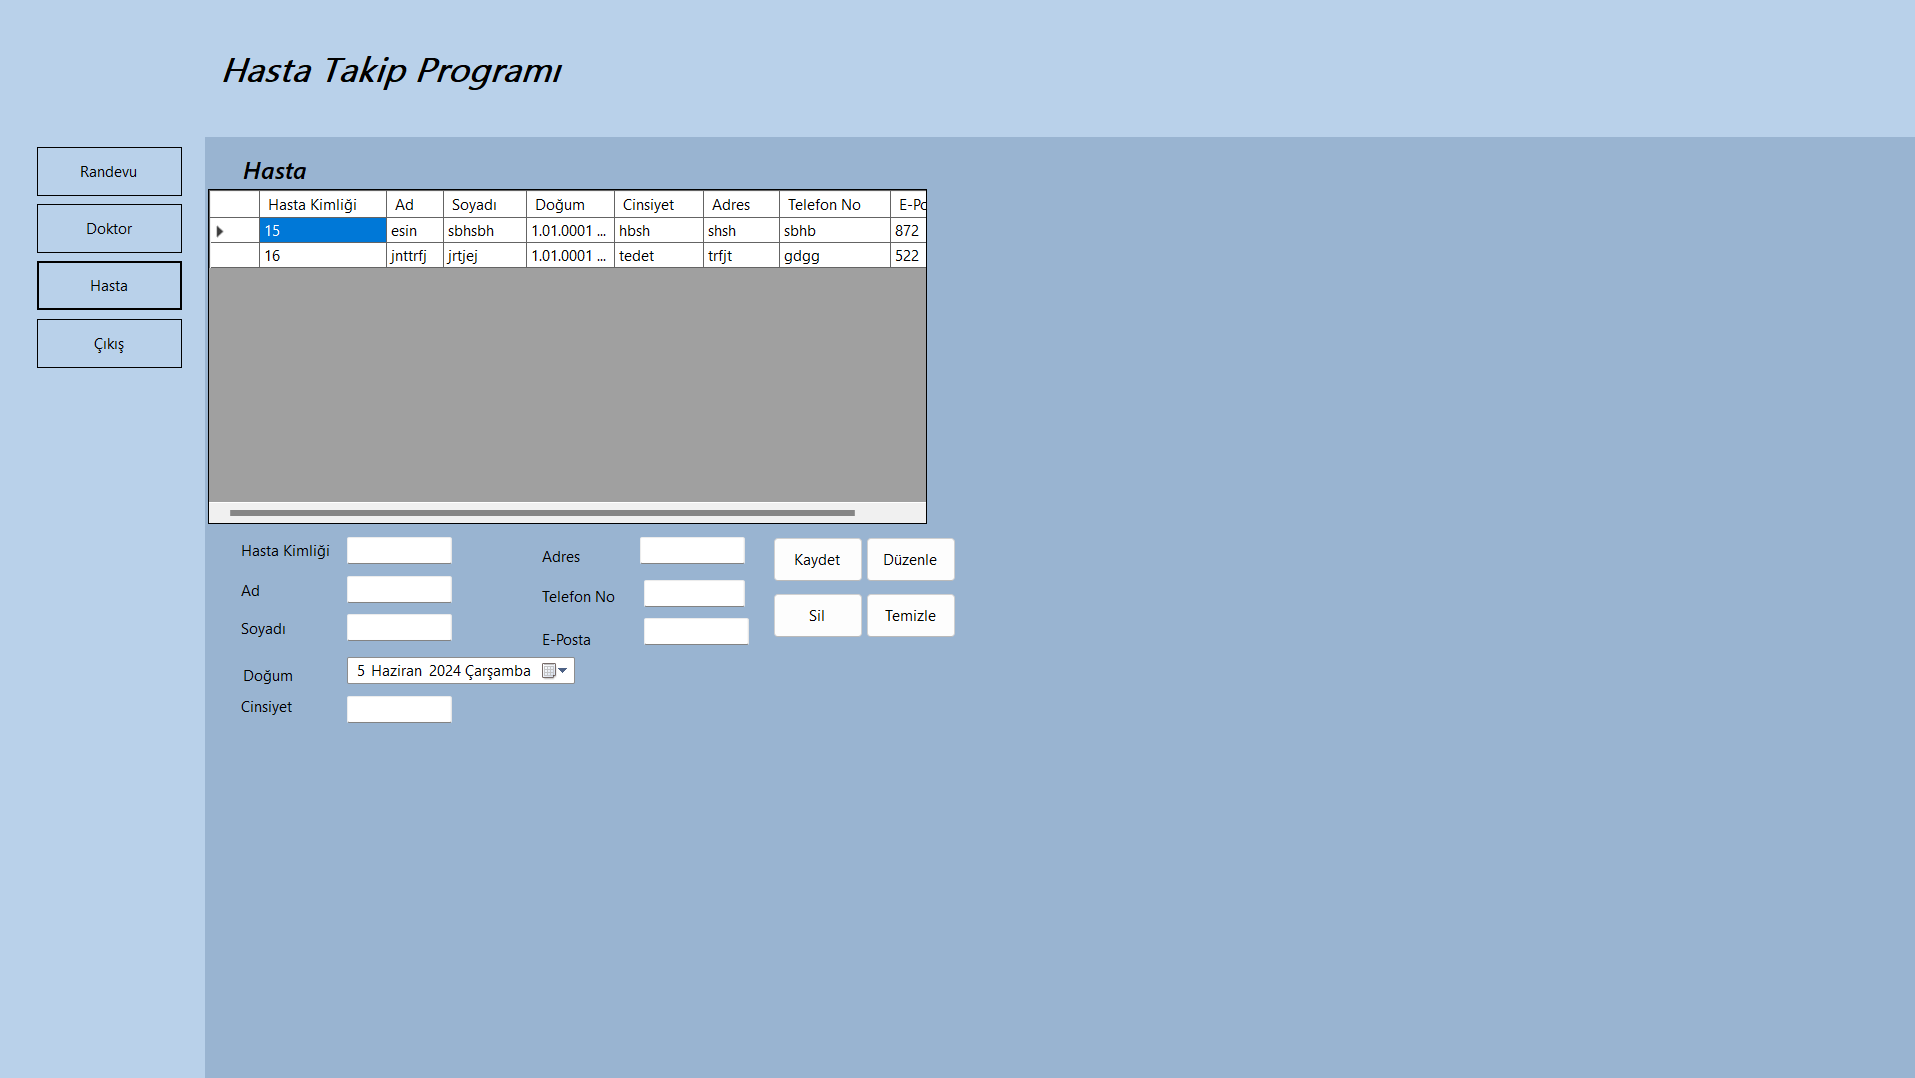 Hasta Takip Programı
Randevu
Doktor
Hasta
Çıkış
Hasta
Hasta Kimliği Ad Soyadı Doğum Cinsiyet Adres Telefon No E-Po
15 esin sbhsbh 1.01.0001 ... hbsh shsh sbhb 872
16 jnttrfj jrtjej 1.01.0001 ... tedet trfjt gdgg 522
Hasta Kimliği
Ad
Soyadı
Doğum 5 Haziran 2024 Çarşamba
Cinsiyet
Adres
Telefon No
E-Posta
Kaydet Düzenle
Sil Temizle